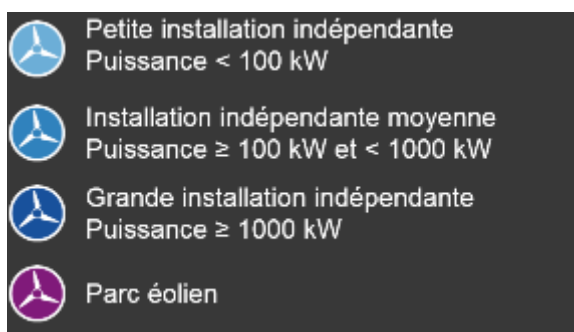 Petite installation indépendante
Puissance < 100 kW
Installation indépendante moyenne
Puissance ≥ 100 kW et < 1000 kW
Grande installation indépendante
Puissance ≥ 1000 kW
Parc éolien